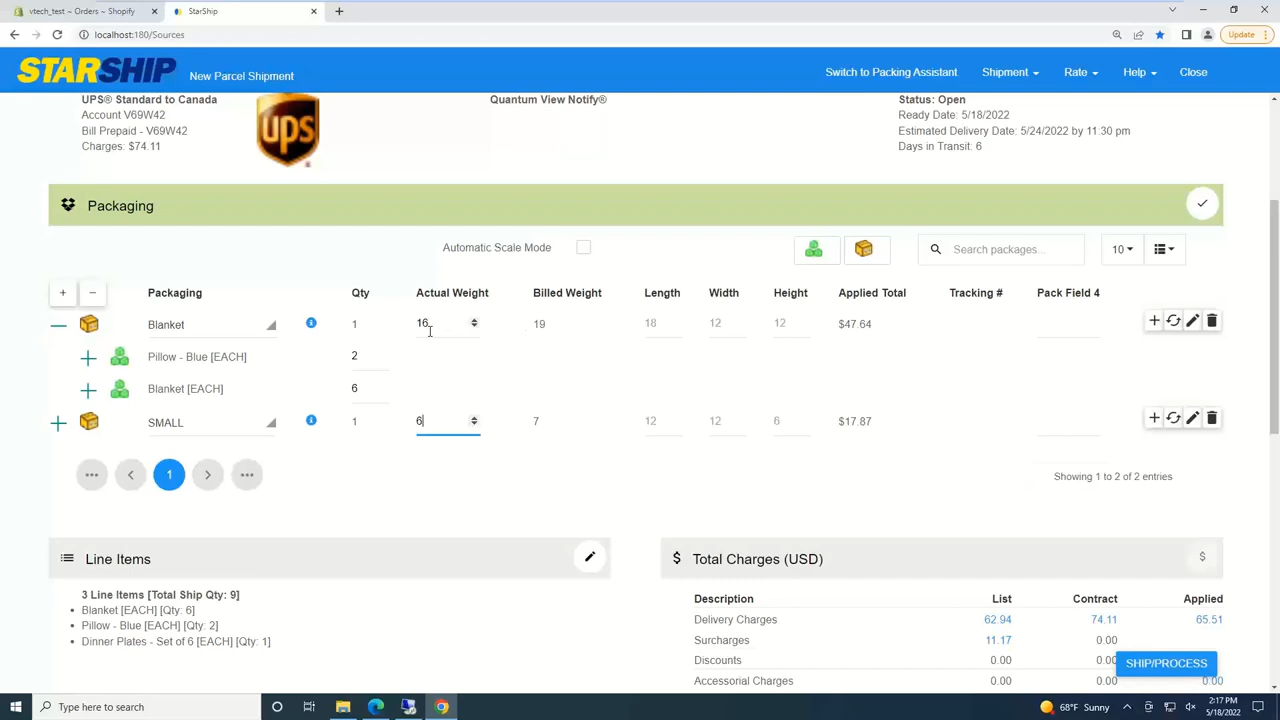 vtech_test ~ Orders ~ Shopify
StarShip
localhost:180/Sources
Update
STARSHIP
New Parcel Shipment
Switch to Packing Assistant
Shipment
Rate
Help
Close
UPS® Standard to Canada
Account V69W42
Bill Prepaid - V69W42
Charges: $74.11
ups
Quantum View Notify®
Status: Open
Ready Date: 5/18/2022
Estimated Delivery Date: 5/24/2022 by 11:30 pm
Days in Transit: 6
Packaging
Automatic Scale Mode
Search packages...
10
Packaging Qty Actual Weight Billed Weight Length Width Height Applied Total Tracking # Pack Field 4
Blanket 1 16 19 18 12 12 $47.64
Pillow - Blue [EACH] 2
Blanket [EACH] 6
SMALL 1 6 7 12 12 6 $17.87
1
Showing 1 to 2 of 2 entries
Line Items
3 Line Items [Total Ship Qty: 9]
Blanket [EACH] [Qty: 6]
Pillow - Blue [EACH] [Qty: 2]
Dinner Plates - Set of 6 [EACH] [Qty: 1]
$ Total Charges (USD) $
Description List Contract Applied
Delivery Charges 62.94 74.11 65.51
Surcharges 11.17 0.00
Discounts 0.00 0.00
Accessorial Charges 0.00 0.00 0.00
SHIP/PROCESS
Type here to search
68°F Sunny
2:17 PM
5/18/2022